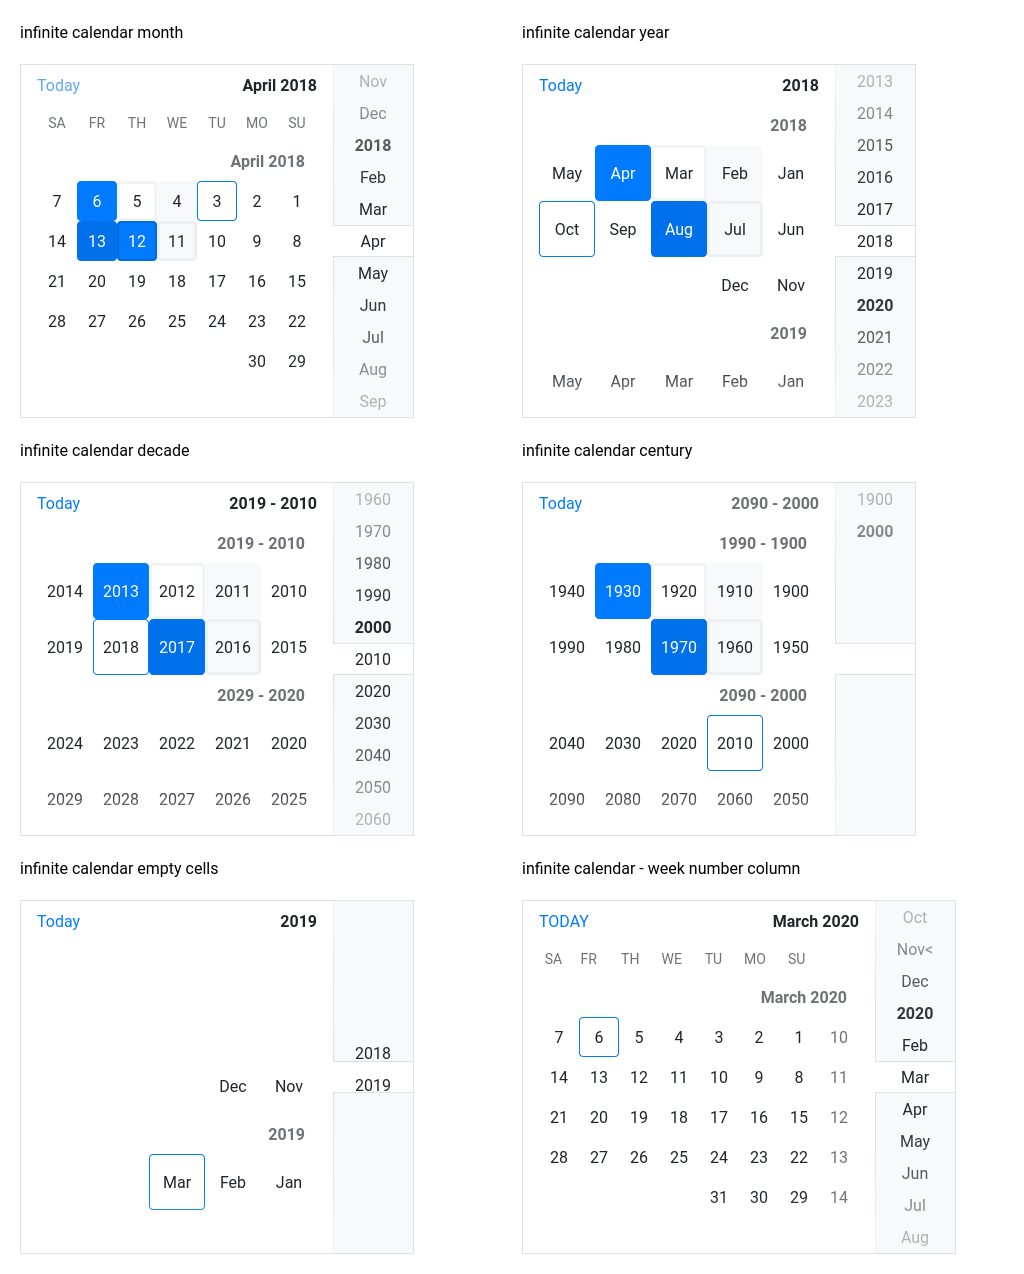 infinite calendar month
Today April 2018
SA FR TH WE TU MO SU
April 2018
7 6 5 4 3 2 1
14 13 12 11 10 9 8
21 20 19 18 17 16 15
28 27 26 25 24 23 22
30 29
Nov
Dec
2018
Feb
Mar
Apr
May
Jun
Jul
Aug
Sep
infinite calendar year
Today 2018
2018
May Apr Mar Feb Jan
Oct Sep Aug Jul Jun
Dec Nov
2019
May Apr Mar Feb Jan
2013
2014
2015
2016
2017
2018
2019
2020
2021
2022
2023
infinite calendar decade
Today 2019 - 2010
2019 - 2010
2014 2013 2012 2011 2010
2019 2018 2017 2016 2015
2029 - 2020
2024 2023 2022 2021 2020
2029 2028 2027 2026 2025
1960
1970
1980
1990
2000
2010
2020
2030
2040
2050
2060
infinite calendar century
Today 2090 - 2000
1990 - 1900
1940 1930 1920 1910 1900
1990 1980 1970 1960 1950
2090 - 2000
2040 2030 2020 2010 2000
2090 2080 2070 2060 2050
1900
2000
infinite calendar empty cells
Today 2019
Dec Nov
2019
Mar Feb Jan
2018
2019
infinite calendar - week number column
TODAY March 2020
SA FR TH WE TU MO SU
March 2020
7 6 5 4 3 2 1 10
14 13 12 11 10 9 8 11
21 20 19 18 17 16 15 12
28 27 26 25 24 23 22 13
31 30 29 14
Oct
Nov<
Dec
2020
Feb
Mar
Apr
May
Jun
Jul
Aug